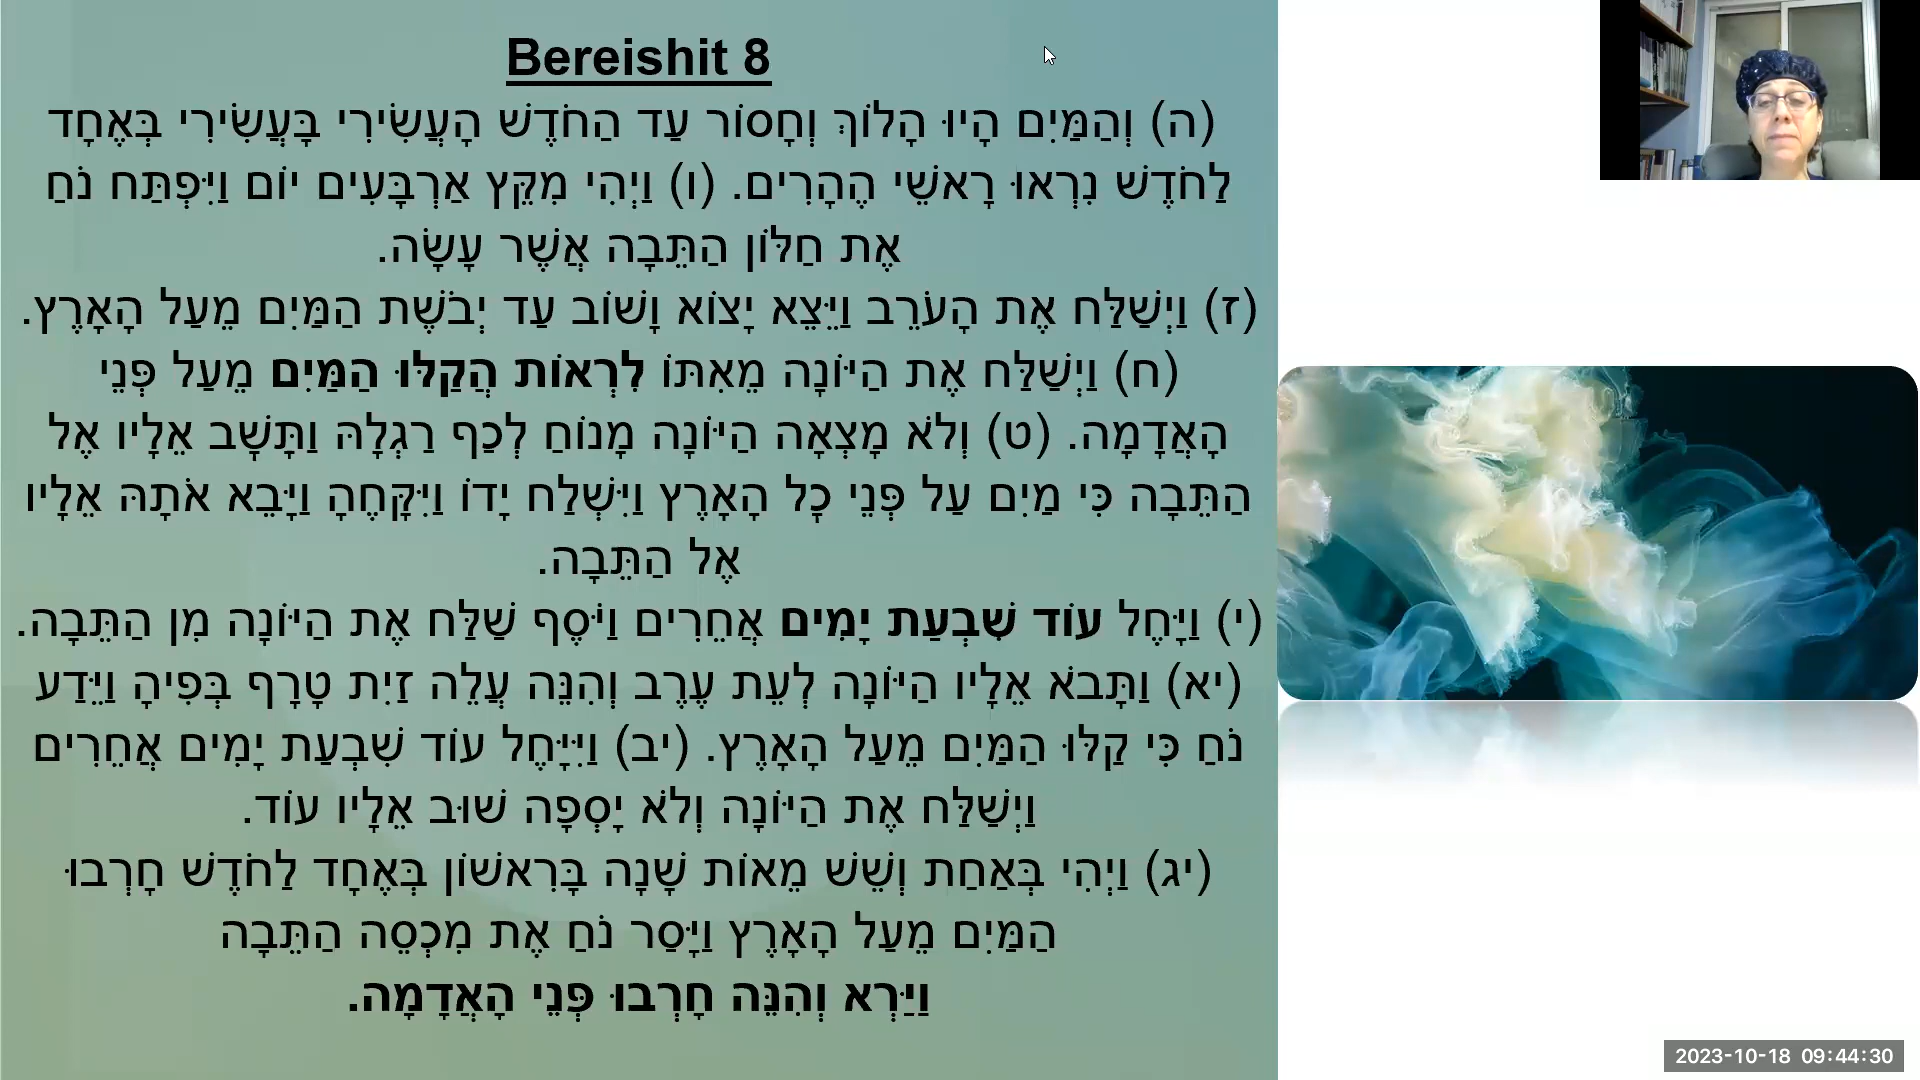 Bereishit 8
(ה) וְהַמַּיִם הָיוּ הָלוֹךְ וְחָסוֹר עַד הַחֹדֶשׁ הָעֲשִׂירִי בָּעֲשִׂירִי בְּאֶחָד
לַחֹדֶשׁ נִרְאוּ רָאשֵׁי הֶהָרִים. (ו) וַיְהִי מִקֵּץ אַרְבָּעִים יוֹם וַיִּפְתַּח נֹחַ
אֶת חַלּוֹן הַתֵּבָה אֲשֶׁר עָשָׂה.
(ז) וַיְשַׁלַּח אֶת הָעֹרֵב וַיֵּצֵא יָצוֹא וָשׁוֹב עַד יְבֹשֶׁת הַמַּיִם מֵעַל הָאָרֶץ.
(ח) וַיְשַׁלַּח אֶת הַיּוֹנָה מֵאִתּוֹ לִרְאוֹת הֲקַלּוּ הַמַּיִם מֵעַל פְּנֵי
הָאֲדָמָה. (ט) וְלֹא מָצְאָה הַיּוֹנָה מָנוֹחַ לְכַף רַגְלָהּ וַתָּשָׁב אֵלָיו אֶל
הַתֵּבָה כִּי מַיִם עַל פְּנֵי כָל הָאָרֶץ וַיִּשְׁלַח יָדוֹ וַיִּקָּחֶהָ וַיָּבֵא אֹתָהּ אֵלָיו
אֶל הַתֵּבָה.
(י) וַיָּחֶל עוֹד שִׁבְעַת יָמִים אֲחֵרִים וַיֹּסֶף שַׁלַּח אֶת הַיּוֹנָה מִן הַתֵּבָה.
(יא) וַתָּבֹא אֵלָיו הַיּוֹנָה לְעֵת עֶרֶב וְהִנֵּה עֲלֵה זַיִת טָרָף בְּפִיהָ וַיֵּדַע
נֹחַ כִּי קַלּוּ הַמַּיִם מֵעַל הָאָרֶץ. (יב) וַיִּיָּחֶל עוֹד שִׁבְעַת יָמִים אֲחֵרִים
וַיְשַׁלַּח אֶת הַיּוֹנָה וְלֹא יָסְפָה שׁוּב אֵלָיו עוֹד.
(יג) וַיְהִי בְּאַחַת וְשֵׁשׁ מֵאוֹת שָׁנָה בָּרִאשׁוֹן בְּאֶחָד לַחֹדֶשׁ חָרְבוּ
הַמַּיִם מֵעַל הָאָרֶץ וַיָּסַר נֹחַ אֶת מִכְסֵה הַתֵּבָה
וַיַּרְא וְהִנֵּה חָרְבוּ פְּנֵי הָאֲדָמָה.
2023-10-18 09:44:30